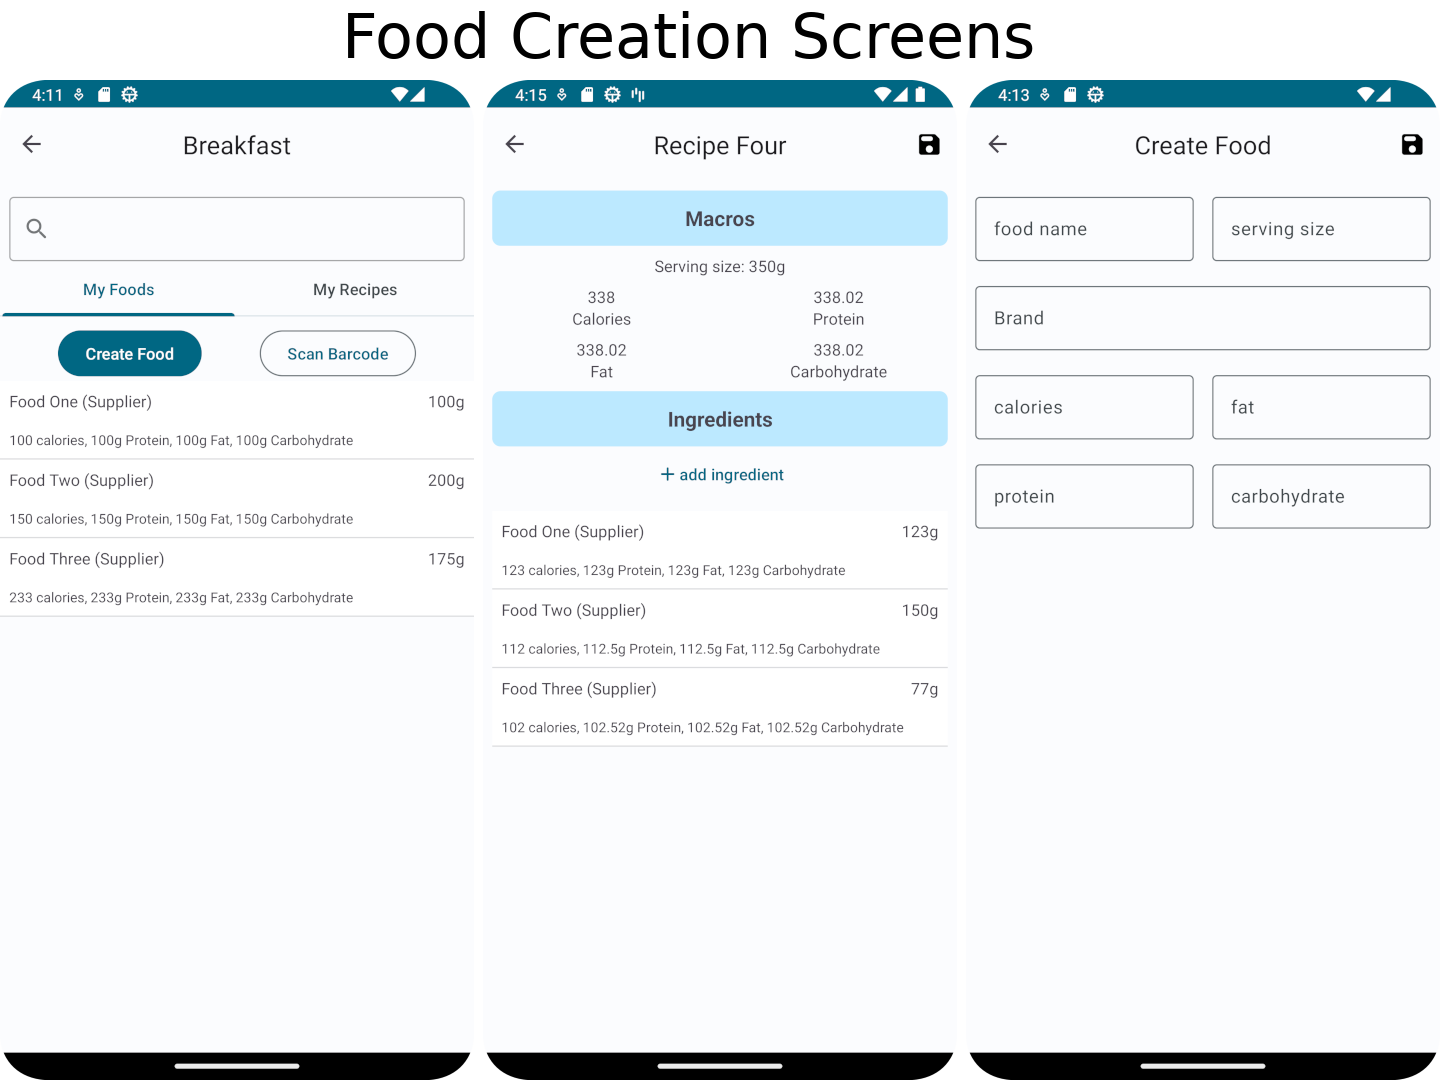 Food Creation Screens
4:11
Breakfast
My Foods
My Recipes
Create Food
Scan Barcode
Food One (Supplier)
100g
100 calories, 100g Protein, 100g Fat, 100g Carbohydrate
Food Two (Supplier)
200g
150 calories, 150g Protein, 150g Fat, 150g Carbohydrate
Food Three (Supplier)
175g
233 calories, 233g Protein, 233g Fat, 233g Carbohydrate
4:15
Recipe Four
Macros
Serving size: 350g
338
Calories
338.02
Protein
338.02
Fat
338.02
Carbohydrate
Ingredients
+ add ingredient
Food One (Supplier)
123g
123 calories, 123g Protein, 123g Fat, 123g Carbohydrate
Food Two (Supplier)
150g
112 calories, 112.5g Protein, 112.5g Fat, 112.5g Carbohydrate
Food Three (Supplier)
77g
102 calories, 102.52g Protein, 102.52g Fat, 102.52g Carbohydrate
4:13
Create Food
food name
serving size
Brand
calories
fat
protein
carbohydrate